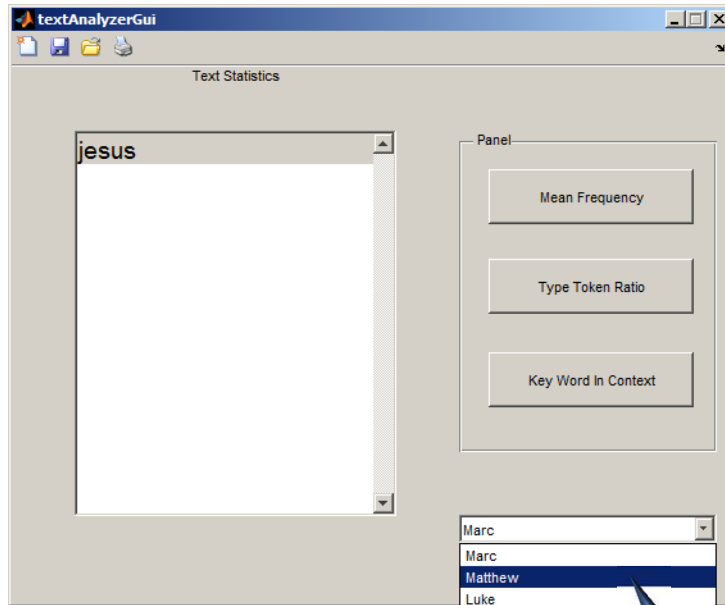 textAnalyzerGui
Text Statistics
jesus
Panel
Mean Frequency
Type Token Ratio
Key Word In Context
Marc
Marc
Matthew
Luke